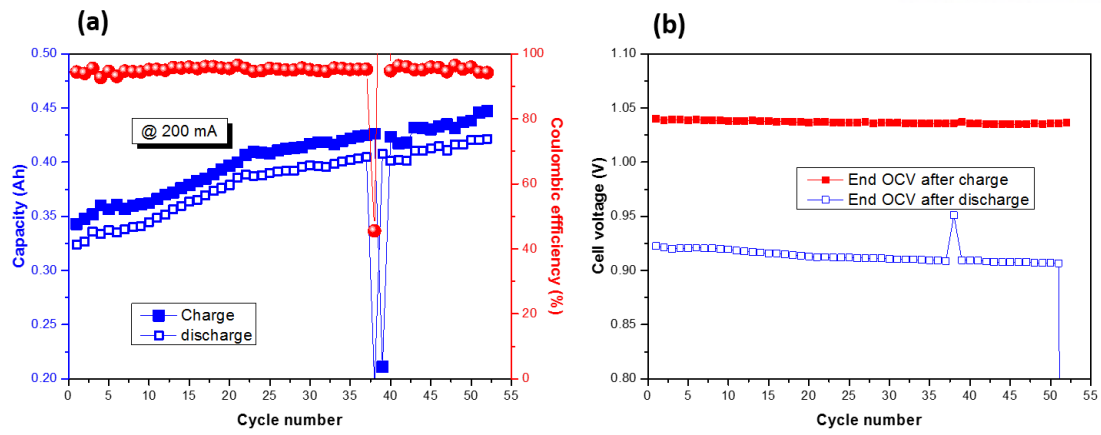 (a)
0.50
0.45
0.40
0.35
0.30
0.25
0.20
Capacity (Ah)
@ 200 mA
Charge
discharge
100
80
60
40
20
0
Coulombic effficiency (%)
0 5 10 15 20 25 30 35 40 45 50 55
Cycle number
(b)
1.10
1.05
1.00
0.95
0.90
0.85
0.80
Cell voltage (V)
End OCV after charge
End OCV after discharge
0 5 10 15 20 25 30 35 40 45 50 55
Cycle number